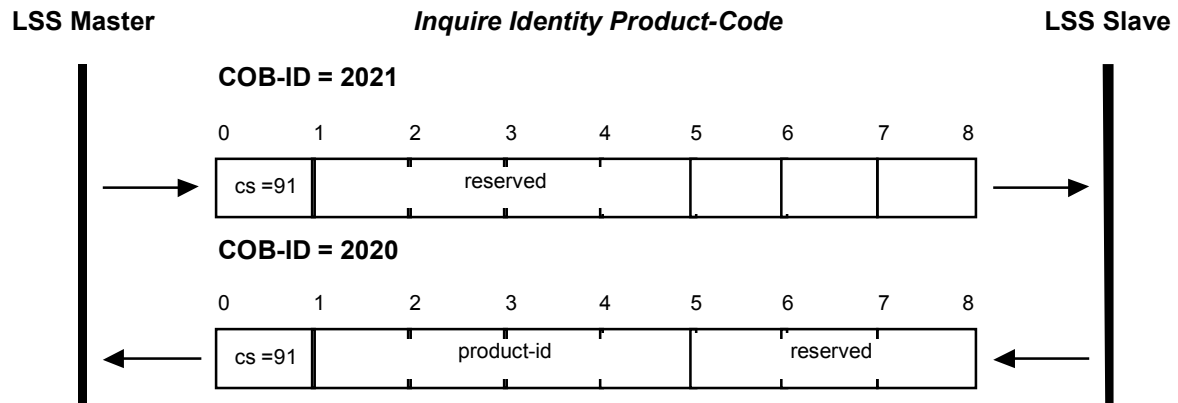 LSS Master Inquire Identity Product-Code LSS Slave
COB-ID = 2021
0 1 2 3 4 5 6 7 8
cs =91 reserved
COB-ID = 2020
0 1 2 3 4 5 6 7 8
cs =91 product-id reserved